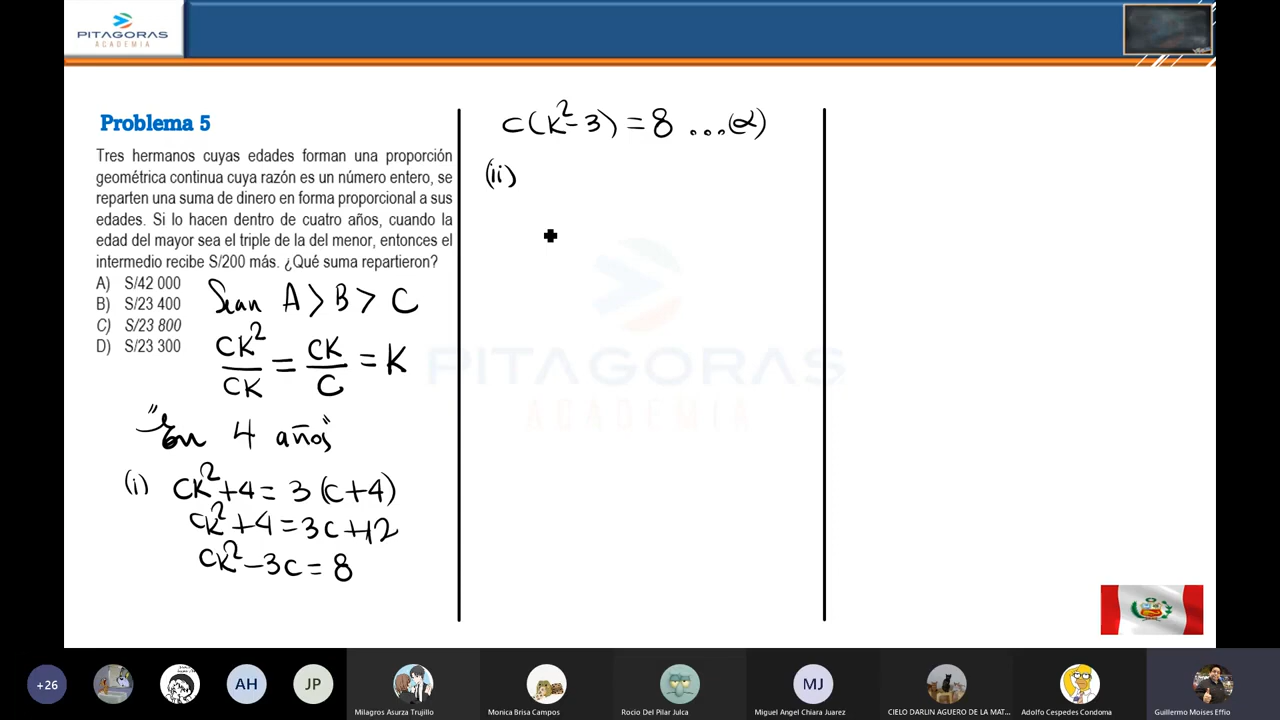 PITAGORAS
ACADEMIA
Problema 5
Tres hermanos cuyas edades forman una proporción
geométrica continua cuya razón es un número entero, se
reparten una suma de dinero en forma proporcional a sus
edades. Si lo hacen dentro de cuatro años, cuando la
edad del mayor sea el triple de la del menor, entonces el
intermedio recibe S/200 más. ¿Qué suma repartieron?
A) S/42 000
B) S/23 400
C) S/23 800
D) S/23 300
Sean A > B > C
CK²/CK = CK/C = K
"En 4 años"
(i) CK²+4 = 3(C+4)
CK²+4 = 3C+12
CK²-3C = 8
C(K²-3) = 8 ...(α)
(ii)
PITAGORAS
ACADEMIA
+26
AH
JP
Milagros Asurza Trujillo
Monica Brisa Campos
Rocio Del Pilar Julca
MJ
Miguel Angel Chiara Juarez
CIELO DARLIN AGUERO DE LA MAT...
Adolfo Cespedes Condoma
Guillermo Moises Effio